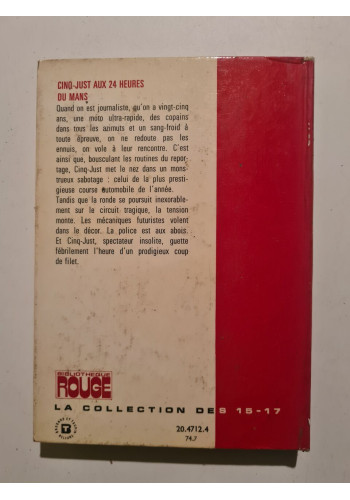 CINQ-JUST AUX 24 HEURES
DU MANS
Quand on est journaliste, qu'on a vingt-cinq
ans, une moto ultra-rapide, des copains
dans tous les azimuts et un sang-froid à
toute épreuve, on ne redoute pas les
ennuis, on vole à leur rencontre. C'est
ainsi que, bousculant les routines du repor-
tage, Cinq-Just met le nez dans un mons-
trueux sabotage : celui de la plus presti-
gieuse course automobile de l'année.
Tandis que la ronde se poursuit inexorable-
ment sur le circuit tragique, la tension
monte. Les mécaniques futuristes volent
dans le décor. La police est aux abois.
Et Cinq-Just, spectateur insolite, guette
fébrilement l'heure d'un prodigieux coup
de filet.
BIBLIOTHEQUE
ROUGE
LA COLLECTION DES 15-17
20.4712.4
74.7